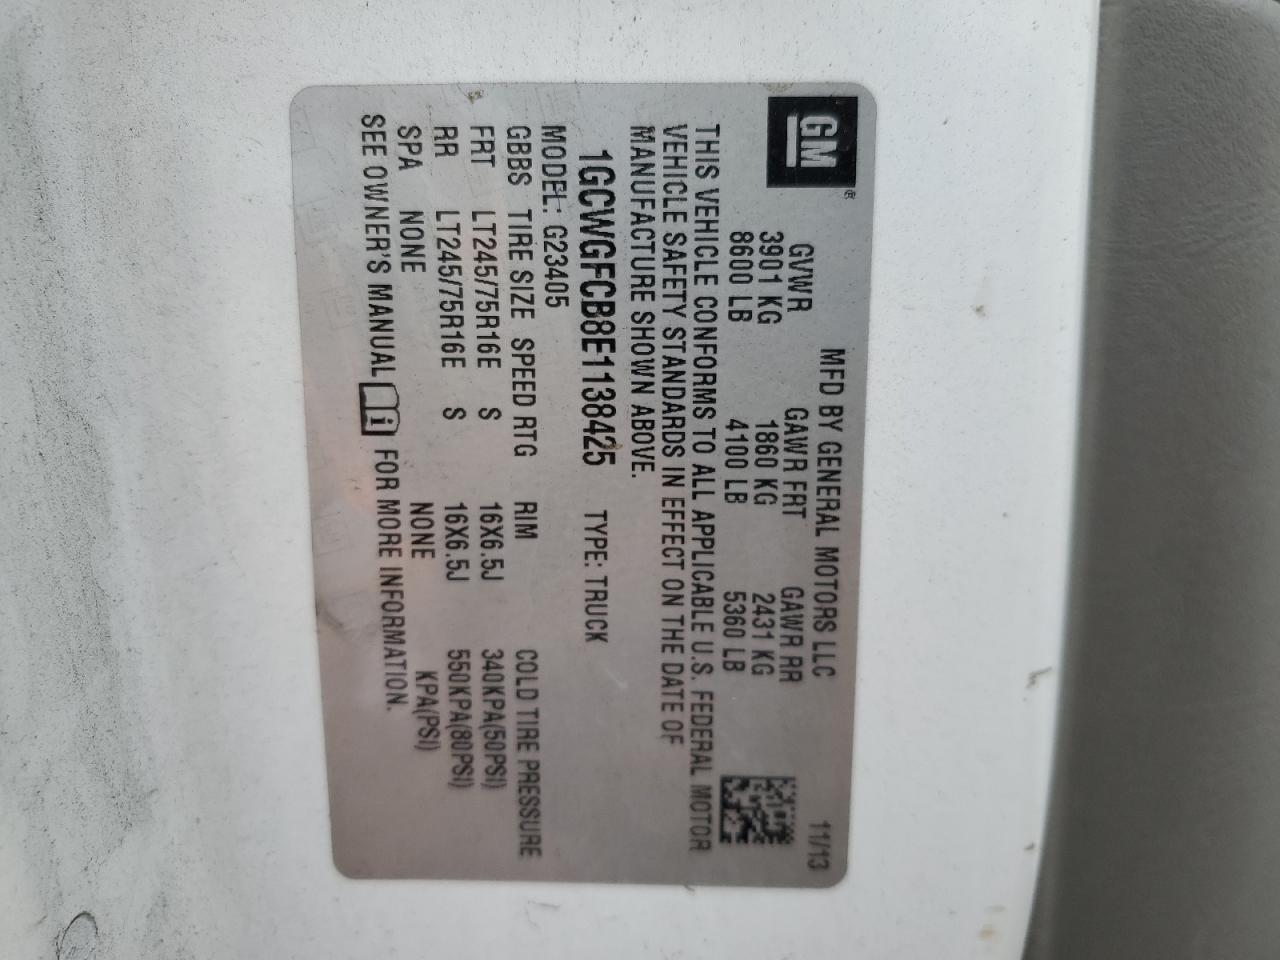 GM®
MFD BY GENERAL MOTORS LLC 11/13
GVWR GAWR FRT GAWR RR
3901 KG 1860 KG 2431 KG
8600 LB 4100 LB 5360 LB
THIS VEHICLE CONFORMS TO ALL APPLICABLE U.S. FEDERAL MOTOR
VEHICLE SAFETY STANDARDS IN EFFECT ON THE DATE OF
MANUFACTURE SHOWN ABOVE.
1GCWGFCB8E1138425 TYPE: TRUCK
MODEL: G23405
GBBS TIRE SIZE SPEED RTG RIM COLD TIRE PRESSURE
FRT LT245/75R16E S 16X6.5J 340KPA(50PSI)
RR LT245/75R16E S 16X6.5J 550KPA(80PSI)
SPA NONE NONE KPA(PSI)
SEE OWNER'S MANUAL i FOR MORE INFORMATION.